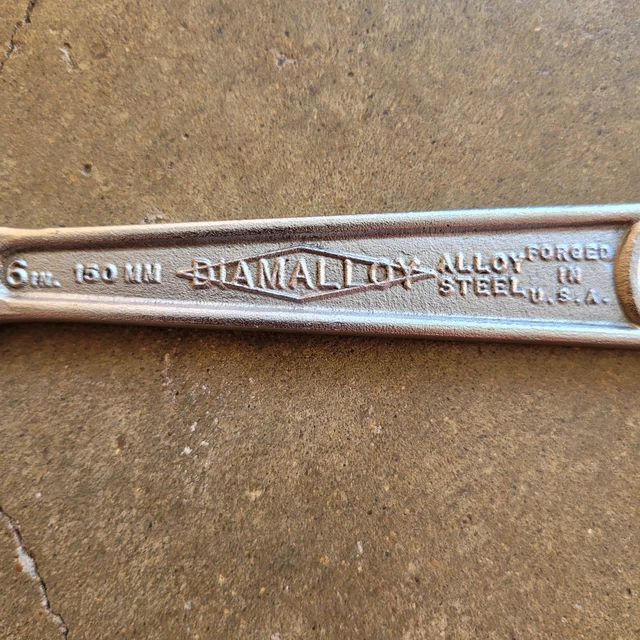 6 IN. 150 MM
DIAMALLOY
ALLOY
STEEL
FORGED
IN
U.S.A.